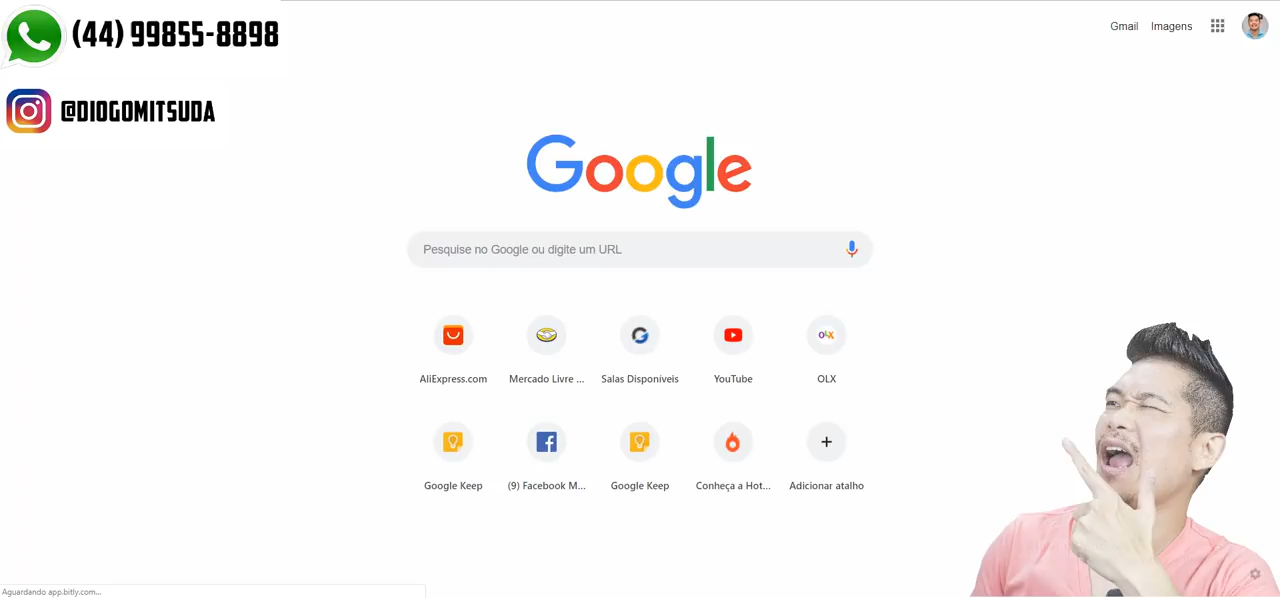 (44) 99855-8898
Gmail Imagens
@DIOGOMITSUDA
Google
Pesquise no Google ou digite um URL
OLX
AliExpress.com Mercado Livre ... Salas Disponíveis YouTube OLX
Google Keep (9) Facebook M... Google Keep Conheça a Hot... Adicionar atalho
Aguardando app.bitly.com...